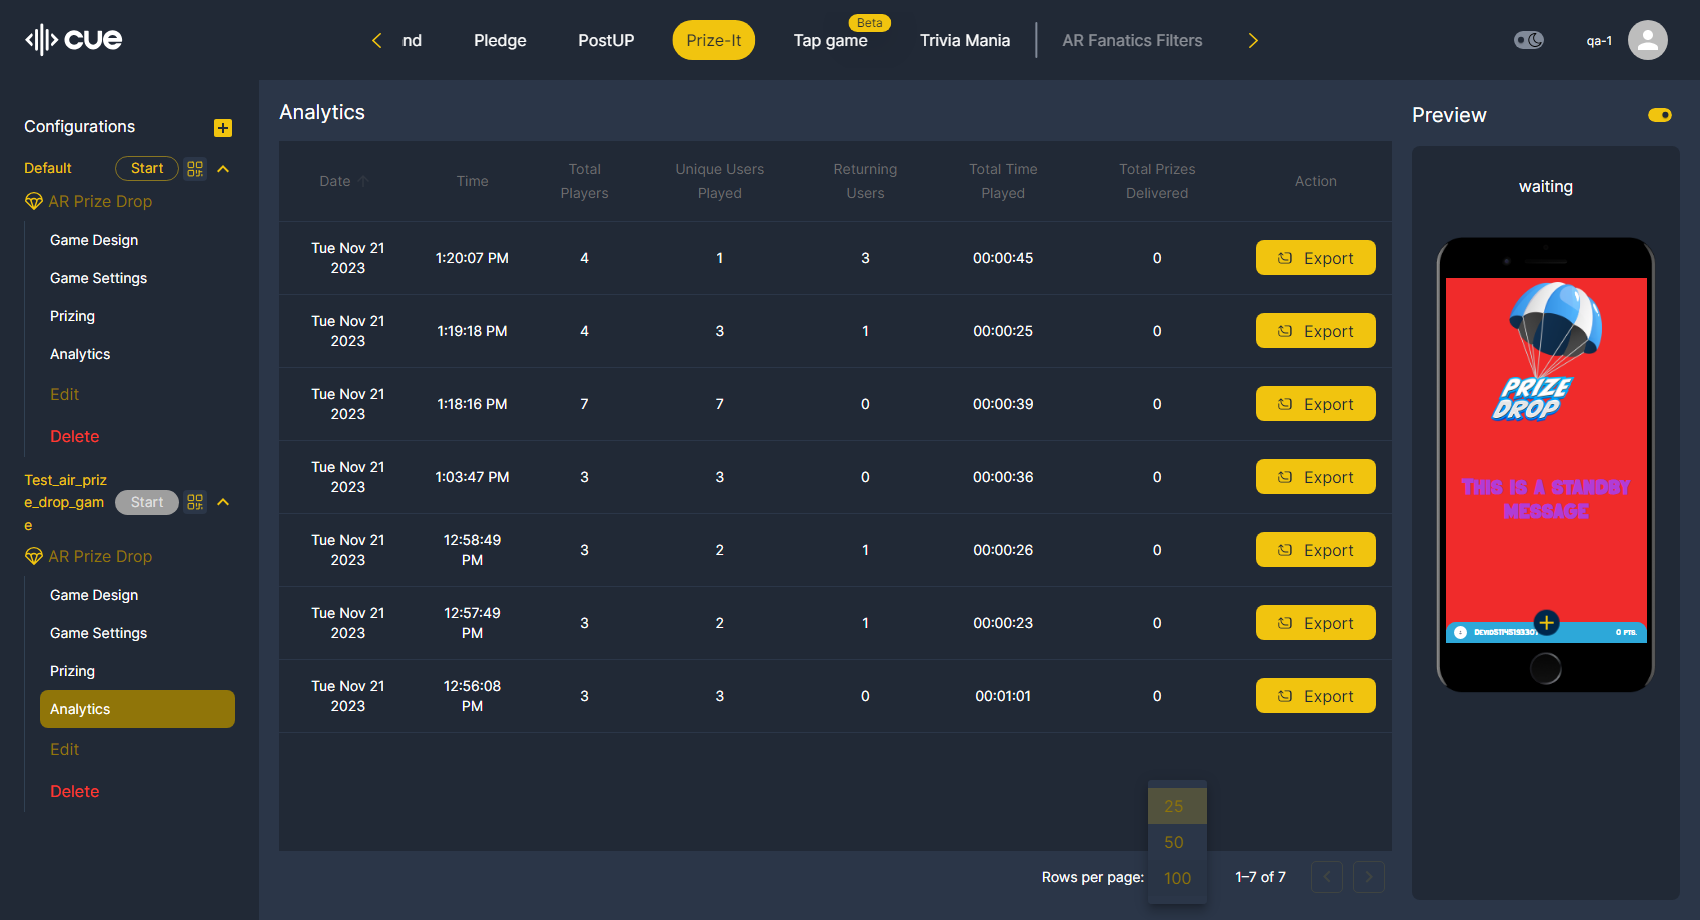 cue
nd
Pledge
PostUP
Prize-It
Beta
Tap game
Trivia Mania
AR Fanatics Filters
qa-1
Configurations
Default
Start
AR Prize Drop
Game Design
Game Settings
Prizing
Analytics
Edit
Delete
Test_air_priz
e_drop_gam
e
Start
AR Prize Drop
Game Design
Game Settings
Prizing
Analytics
Edit
Delete
Analytics
Date
Time
Total
Players
Unique Users
Played
Returning
Users
Total Time
Played
Total Prizes
Delivered
Action
Tue Nov 21
2023
1:20:07 PM
4
1
3
00:00:45
0
Export
Tue Nov 21
2023
1:19:18 PM
4
3
1
00:00:25
0
Export
Tue Nov 21
2023
1:18:16 PM
7
7
0
00:00:39
0
Export
Tue Nov 21
2023
1:03:47 PM
3
3
0
00:00:36
0
Export
Tue Nov 21
2023
12:58:49
PM
3
2
1
00:00:26
0
Export
Tue Nov 21
2023
12:57:49
PM
3
2
1
00:00:23
0
Export
Tue Nov 21
2023
12:56:08
PM
3
3
0
00:01:01
0
Export
25
50
100
Rows per page:
1–7 of 7
Preview
waiting
PRIZE
DROP
THIS IS A STANDBY
MESSAGE
0 PTS.